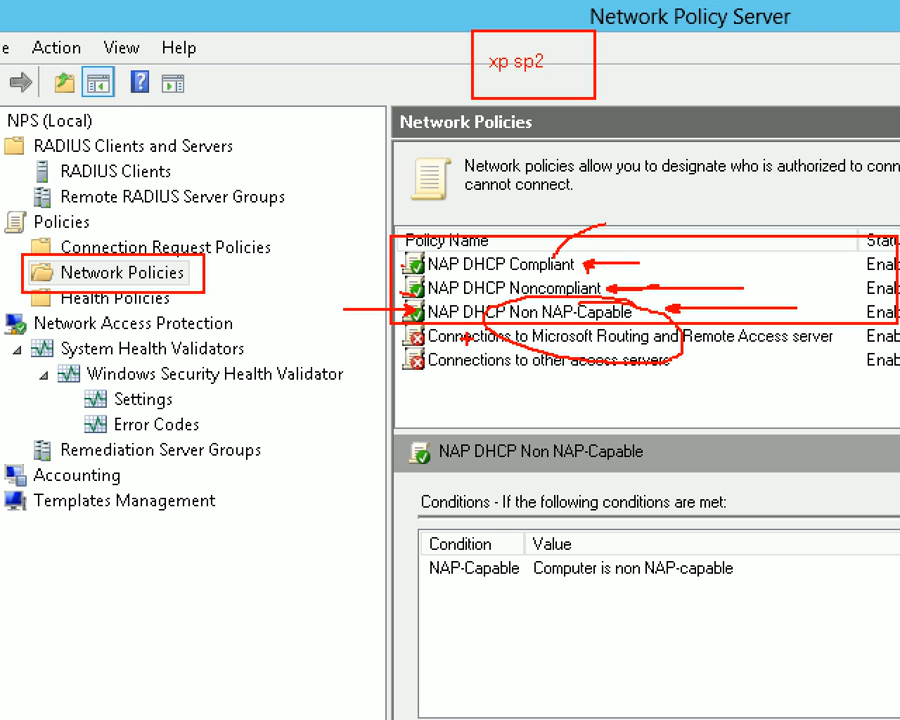 Network Policy Server
e Action View Help
xp sp2
NPS (Local)
RADIUS Clients and Servers
RADIUS Clients
Remote RADIUS Server Groups
Policies
Connection Request Policies
Network Policies
Health Policies
Network Access Protection
System Health Validators
Windows Security Health Validator
Settings
Error Codes
Remediation Server Groups
Accounting
Templates Management
Network Policies
Network policies allow you to designate who is authorized to conn
cannot connect.
Policy Name Statu
NAP DHCP Compliant Enab
NAP DHCP Noncompliant Enab
NAP DHCP Non NAP-Capable Enab
Connections to Microsoft Routing and Remote Access server Enab
Connections to other access servers Enab
NAP DHCP Non NAP-Capable
Conditions - If the following conditions are met:
Condition Value
NAP-Capable Computer is non NAP-capable